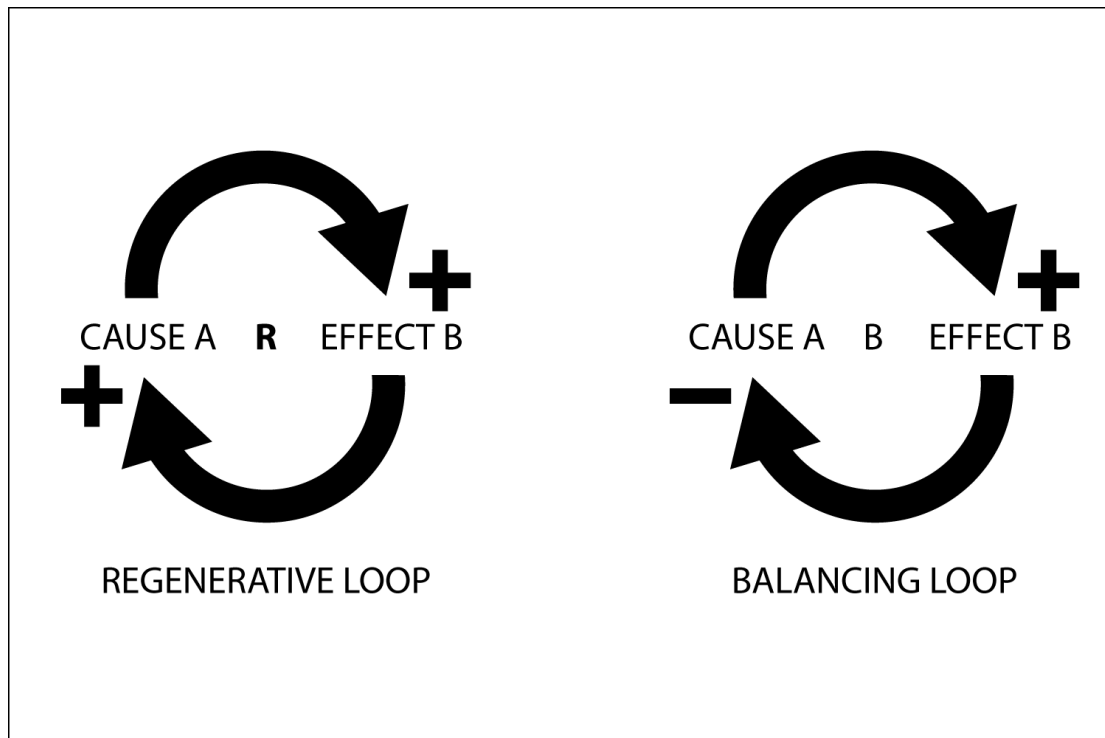 +
+
CAUSE A R EFFECT B
CAUSE A B EFFECT B
+
−
REGENERATIVE LOOP
BALANCING LOOP